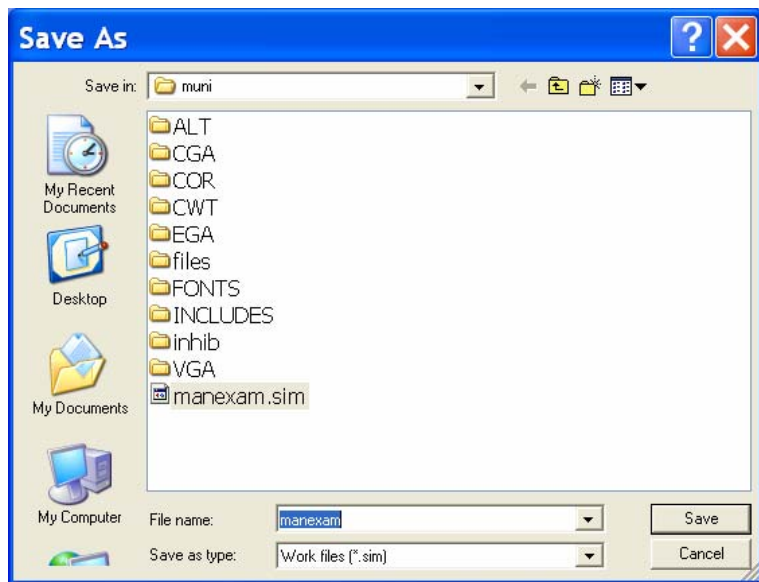 Save As
Save in:
muni
My Recent
Documents
Desktop
My Documents
My Computer
ALT
CGA
COR
CWT
EGA
files
FONTS
INCLUDES
inhib
VGA
manexam.sim
File name:
manexam
Save
Save as type:
Work files (*.sim)
Cancel